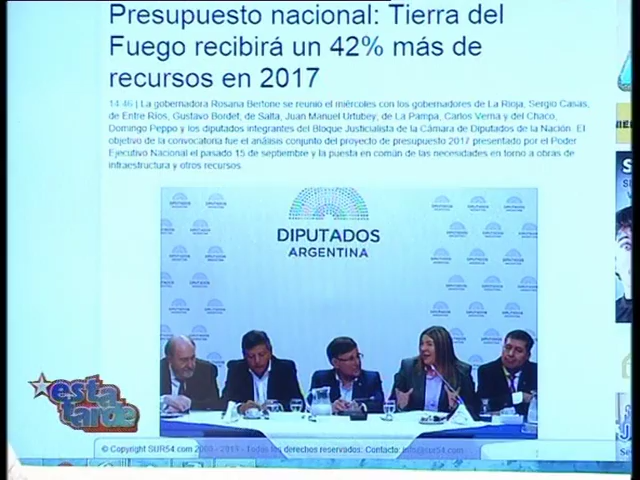 Presupuesto nacional: Tierra del
Fuego recibirá un 42% más de
recursos en 2017
14:46 | La gobernadora Rosana Bertone se reunió el miércoles con los gobernadores de La Rioja, Sergio Casas,
de Entre Ríos, Gustavo Bordet, de Salta, Juan Manuel Urtubey, de La Pampa, Carlos Verna y del Chaco,
Domingo Peppo y los diputados integrantes del Bloque Justicialista de la Cámara de Diputados de la Nación. El
objetivo de la convocatoria fue el análisis conjunto del proyecto de presupuesto 2017 presentado por el Poder
Ejecutivo Nacional el pasado 15 de septiembre y la puesta en común de las necesidades en torno a obras de
infraestructura y otros recursos.
DIPUTADOS
ARGENTINA
esta
tarde
© Copyright SUR54.com - Todos los derechos reservados: Contacto: info@sur54.com